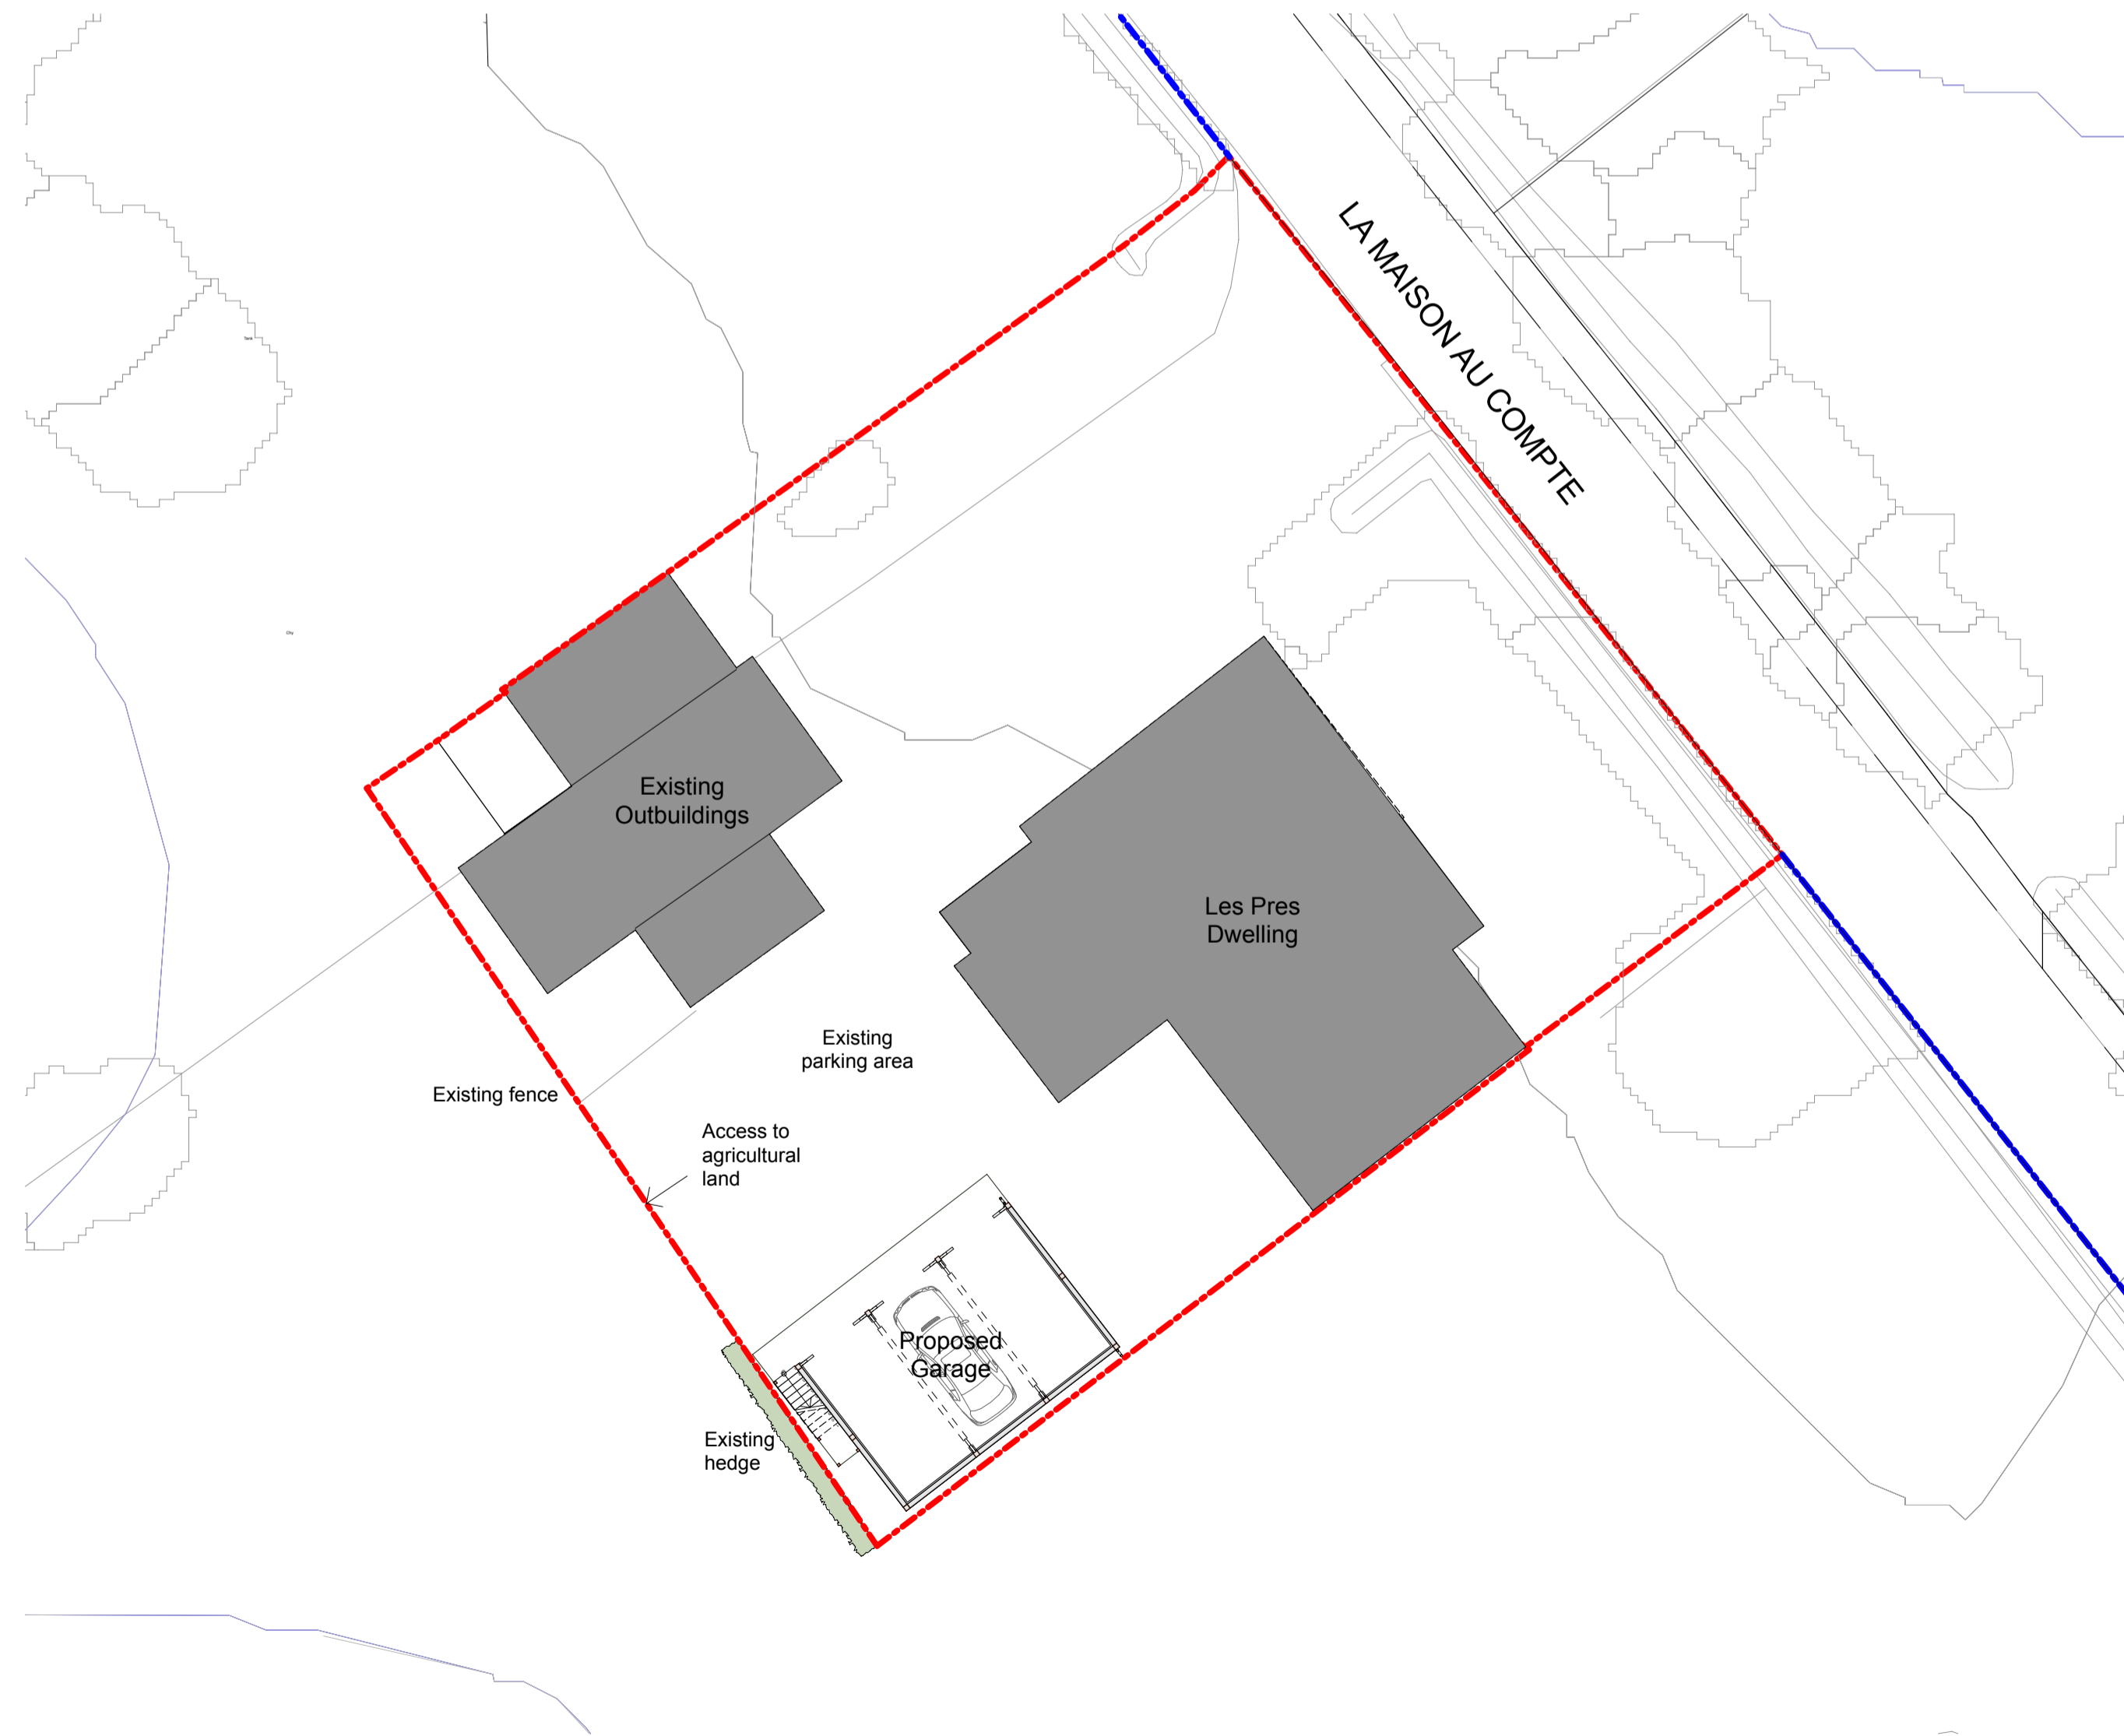 LA MAISON AU COMPTE
Tank
Existing
Outbuildings
Les Pres
Dwelling
Existing
parking area
Existing fence
Access to
agricultural
land
Proposed
Garage
Existing
hedge